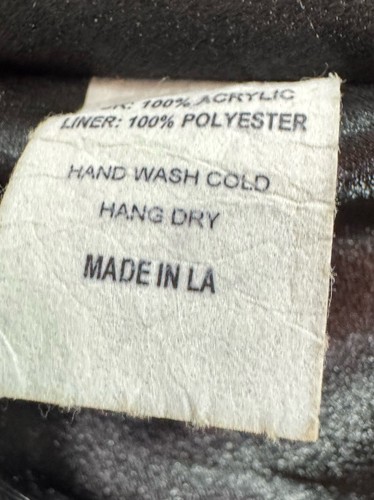 100% ACRYLIC
LINER: 100% POLYESTER
HAND WASH COLD
HANG DRY
MADE IN LA